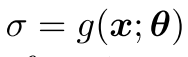 σ = g(x; θ)